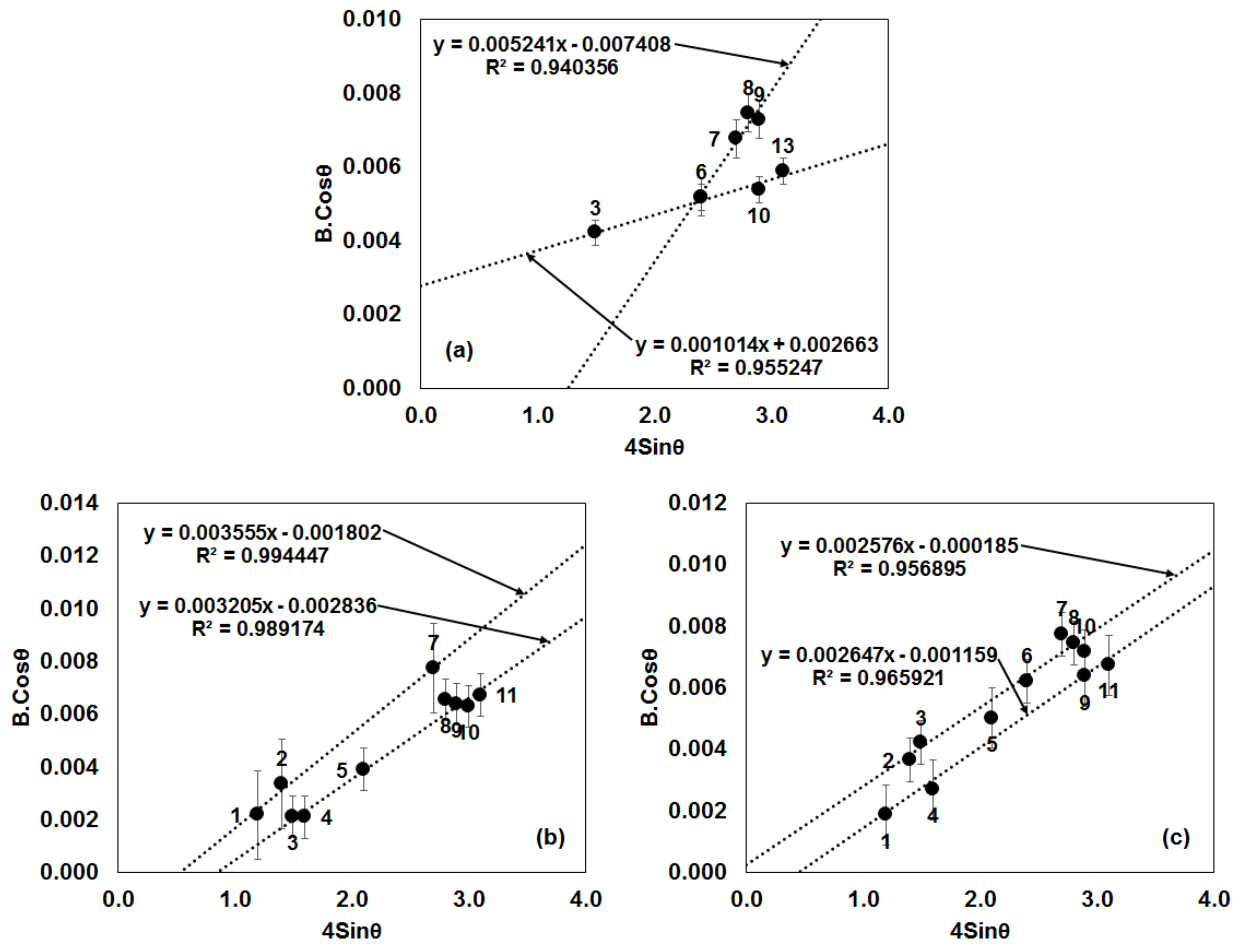 0.010
y = 0.005241x - 0.007408
R² = 0.940356
0.008
8
9
7
13
0.006
6
B.Cosθ
3
10
0.004
0.002
(a)
y = 0.001014x + 0.002663
R² = 0.955247
0.000
0.0 1.0 2.0 3.0 4.0
4Sinθ
0.014
y = 0.003555x - 0.001802
R² = 0.994447
0.012
0.010
y = 0.003205x - 0.002836
R² = 0.989174
0.008
7
B.Cosθ
0.006
8 9 10 11
0.004
2
5
0.002
1
3
4
(b)
0.000
0.0 1.0 2.0 3.0 4.0
4Sinθ
0.012
y = 0.002576x - 0.000185
R² = 0.956895
0.010
0.008
7 8 10
y = 0.002647x - 0.001159
R² = 0.965921
6
B.Cosθ
0.006
9
11
3
5
0.004
2
4
0.002
1
(c)
0.000
0.0 1.0 2.0 3.0 4.0
4Sinθ